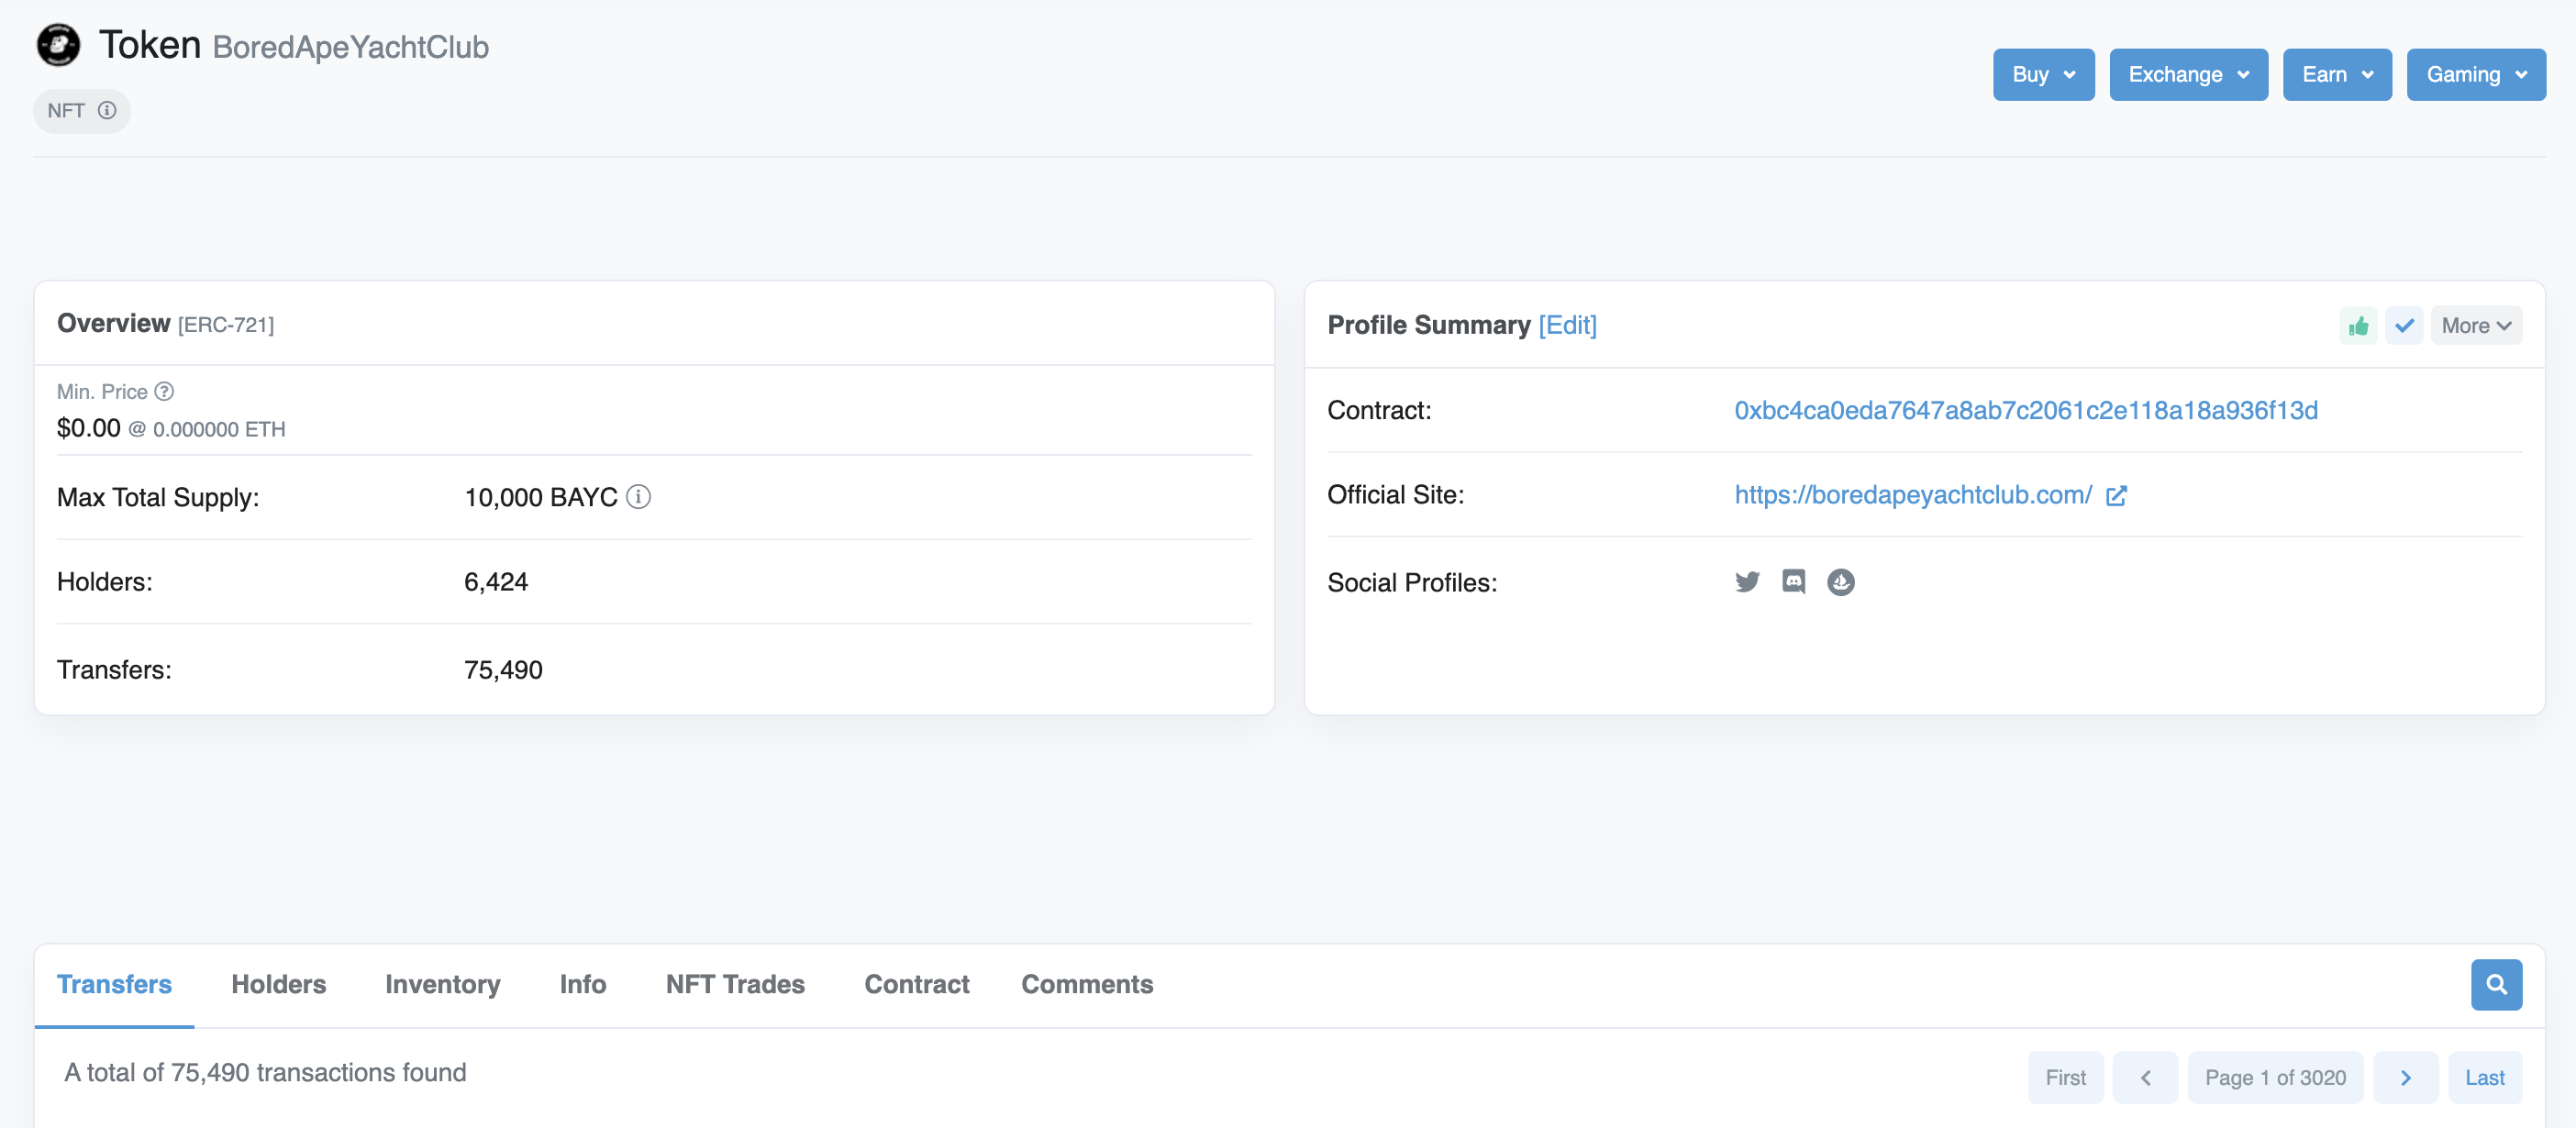 Token BoredApeYachtClub
NFT
Buy
Exchange
Earn
Gaming
Overview [ERC-721]
Min. Price
$0.00 @ 0.000000 ETH
Max Total Supply: 10,000 BAYC
Holders: 6,424
Transfers: 75,490
Profile Summary [Edit]
More
Contract: 0xbc4ca0eda7647a8ab7c2061c2e118a18a936f13d
Official Site: https://boredapeyachtclub.com/
Social Profiles:
Transfers Holders Inventory Info NFT Trades Contract Comments
A total of 75,490 transactions found
First Page 1 of 3020 Last